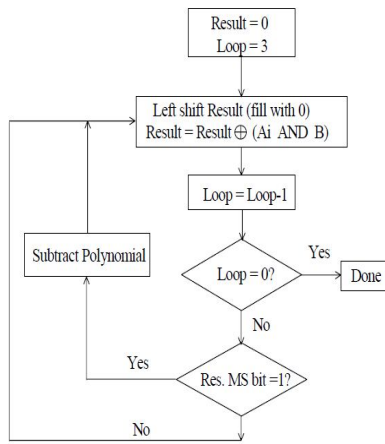 Result = 0
Loop = 3
Left shift Result (fill with 0)
Result = Result ⊕ (Ai AND B)
Loop = Loop-1
Subtract Polynomial
Loop = 0?
Yes
Done
No
Yes
Res. MS bit =1?
No